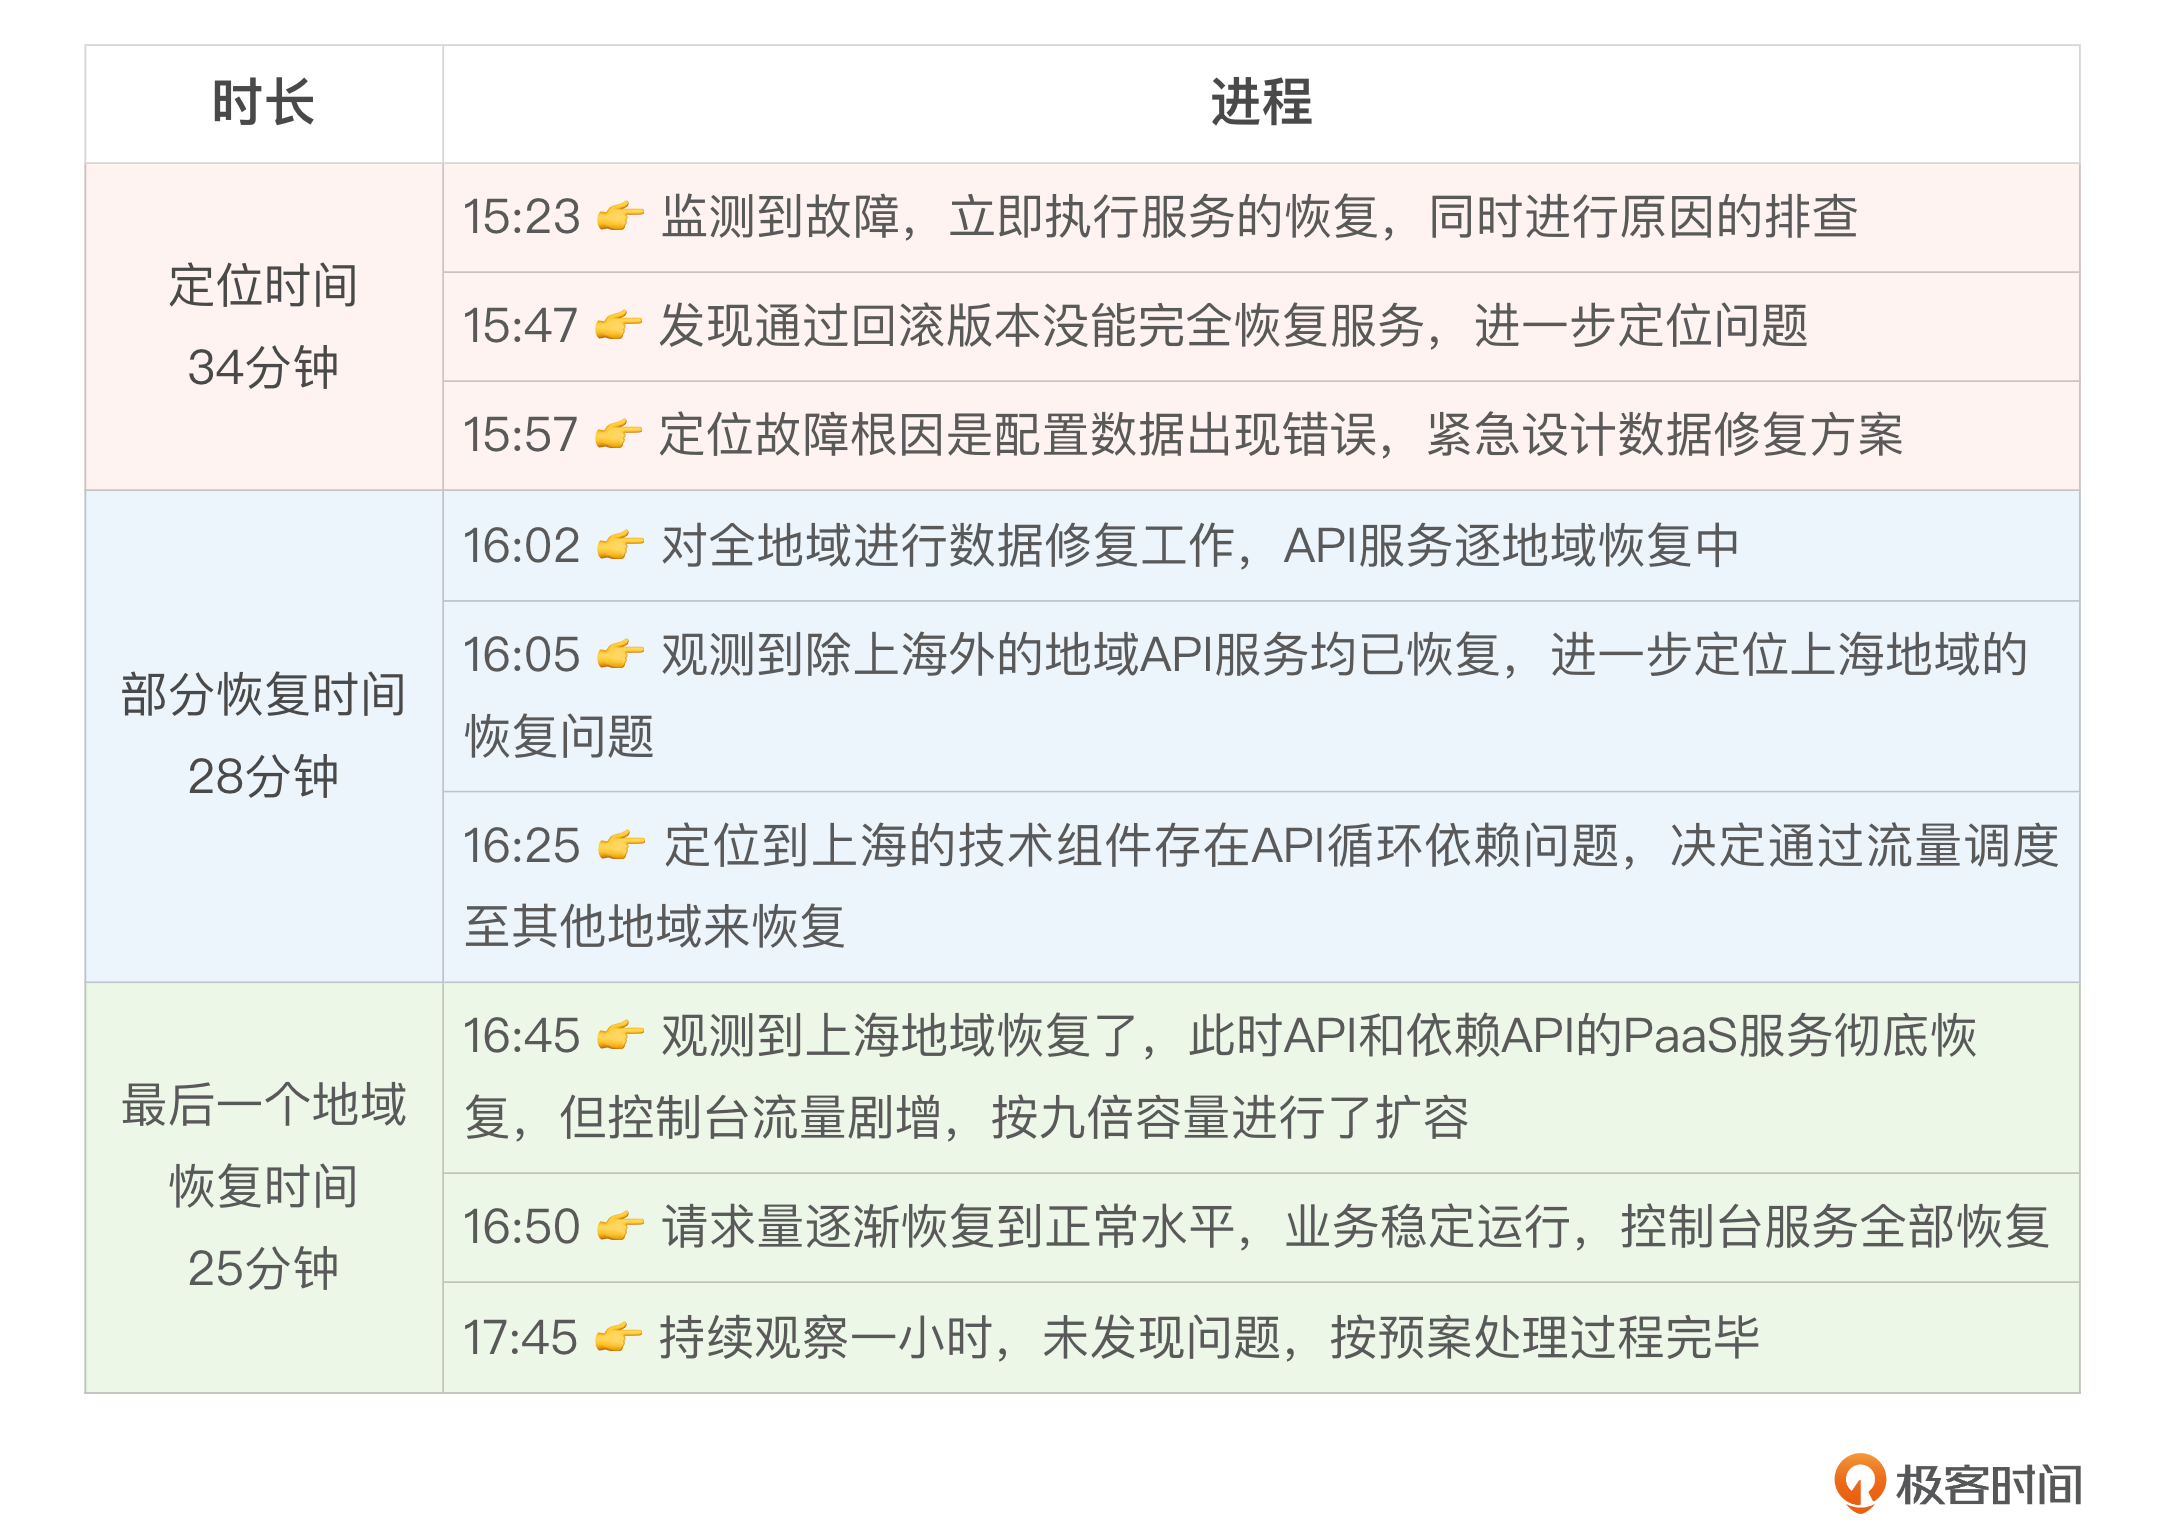 时长
进程
定位时间
34分钟
15:23 👉 监测到故障，立即执行服务的恢复，同时进行原因的排查
15:47 👉 发现通过回滚版本没能完全恢复服务，进一步定位问题
15:57 👉 定位故障根因是配置数据出现错误，紧急设计数据修复方案
部分恢复时间
28分钟
16:02 👉 对全地域进行数据修复工作，API服务逐地域恢复中
16:05 👉 观测到除上海外的地域API服务均已恢复，进一步定位上海地域的
恢复问题
16:25 👉 定位到上海的技术组件存在API循环依赖问题，决定通过流量调度
至其他地域来恢复
最后一个地域
恢复时间
25分钟
16:45 👉 观测到上海地域恢复了，此时API和依赖API的PaaS服务彻底恢
复，但控制台流量剧增，按九倍容量进行了扩容
16:50 👉 请求量逐渐恢复到正常水平，业务稳定运行，控制台服务全部恢复
17:45 👉 持续观察一小时，未发现问题，按预案处理过程完毕
极客时间